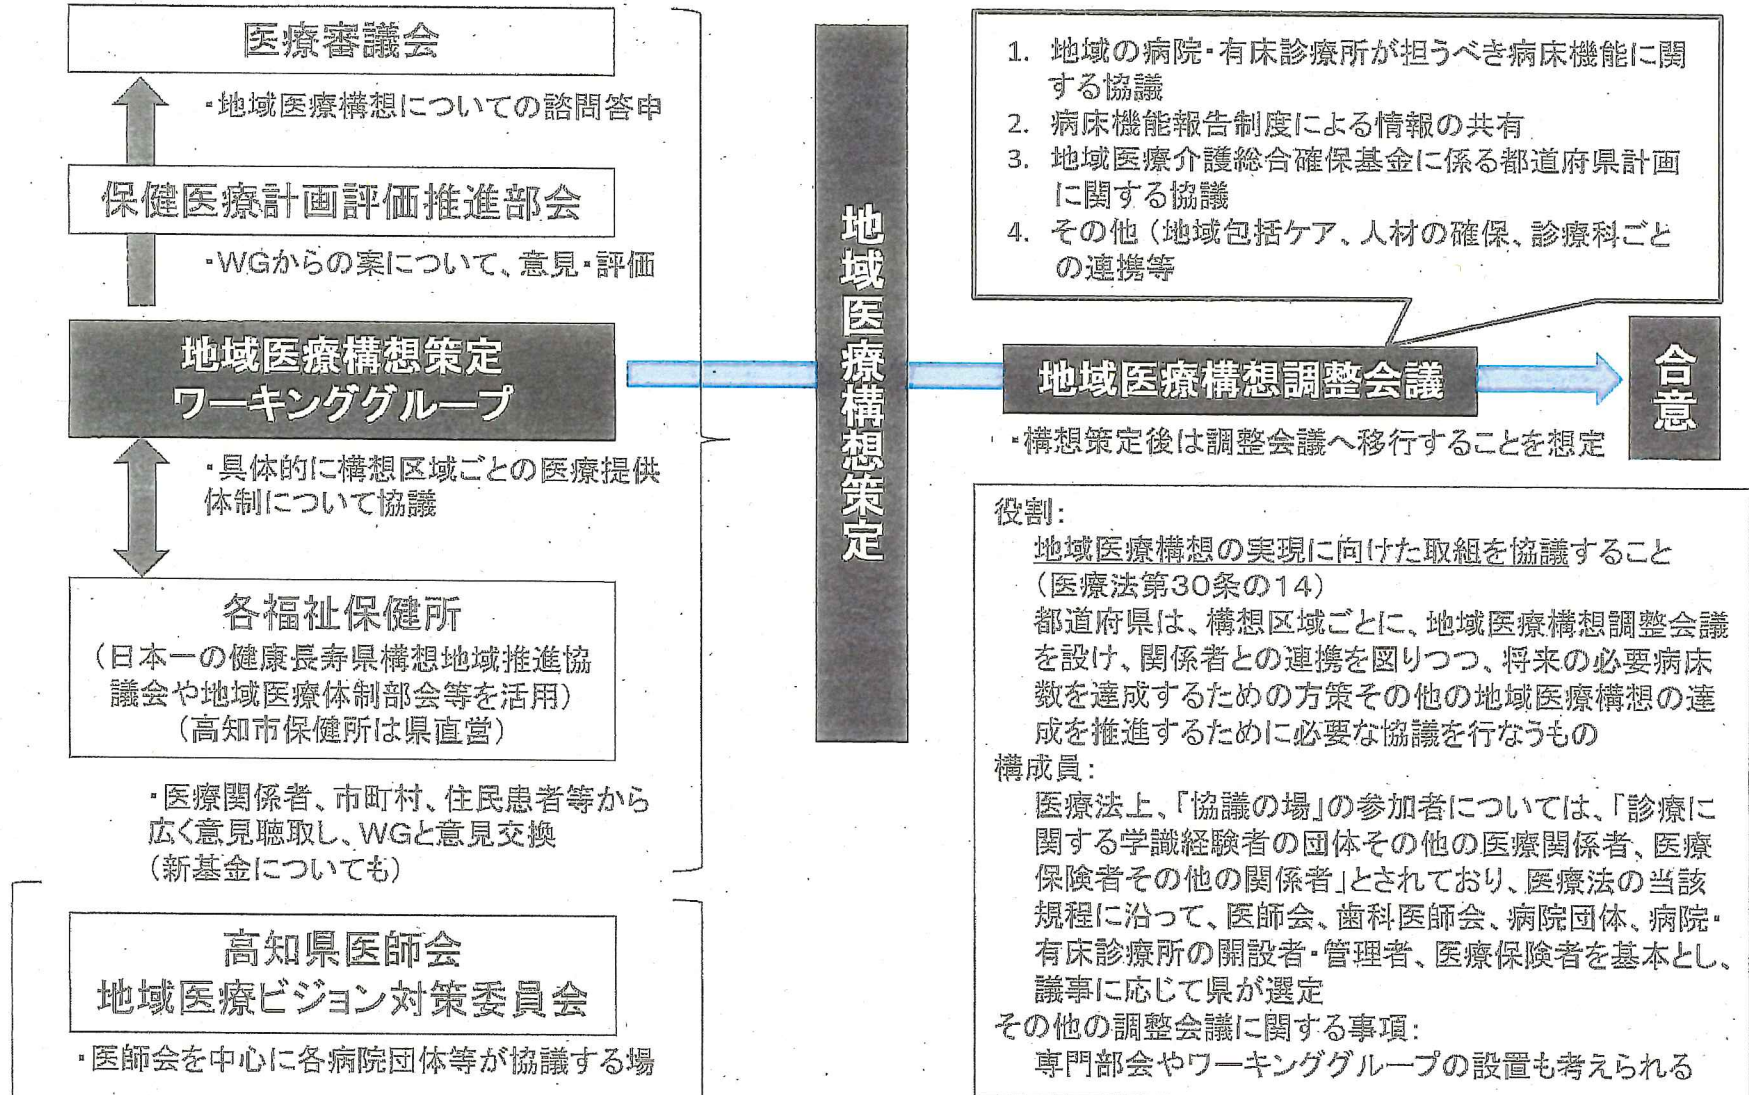 医療審議会
・地域医療構想についての諮問答申
保健医療計画評価推進部会
・WGからの案について、意見・評価
地域医療構想策定
ワーキンググループ
・具体的に構想区域ごとの医療提供
体制について協議
各福祉保健所
（日本一の健康長寿県構想地域推進協
議会や地域医療体制部会等を活用）
（高知市保健所は県直営）
・医療関係者、市町村、住民患者等から
広く意見聴取し、WGと意見交換
（新基金についても）
高知県医師会
地域医療ビジョン対策委員会
・医師会を中心に各病院団体等が協議する場
地域医療構想策定
1. 地域の病院・有床診療所が担うべき病床機能に関
する協議
2. 病床機能報告制度による情報の共有
3. 地域医療介護総合確保基金に係る都道府県計画
に関する協議
4. その他（地域包括ケア、人材の確保、診療科ごと
の連携等
地域医療構想調整会議
合意
・構想策定後は調整会議へ移行することを想定
役割：
地域医療構想の実現に向けた取組を協議すること
（医療法第30条の14）
都道府県は、構想区域ごとに、地域医療構想調整会議
を設け、関係者との連携を図りつつ、将来の必要病床
数を達成するための方策その他の地域医療構想の達
成を推進するために必要な協議を行なうもの
構成員：
医療法上、「協議の場」の参加者については、「診療に
関する学識経験者の団体その他の医療関係者、医療
保険者その他の関係者」とされており、医療法の当該
規程に沿って、医師会、歯科医師会、病院団体、病院・
有床診療所の開設者・管理者、医療保険者を基本とし、
議事に応じて県が選定
その他の調整会議に関する事項：
専門部会やワーキンググループの設置も考えられる